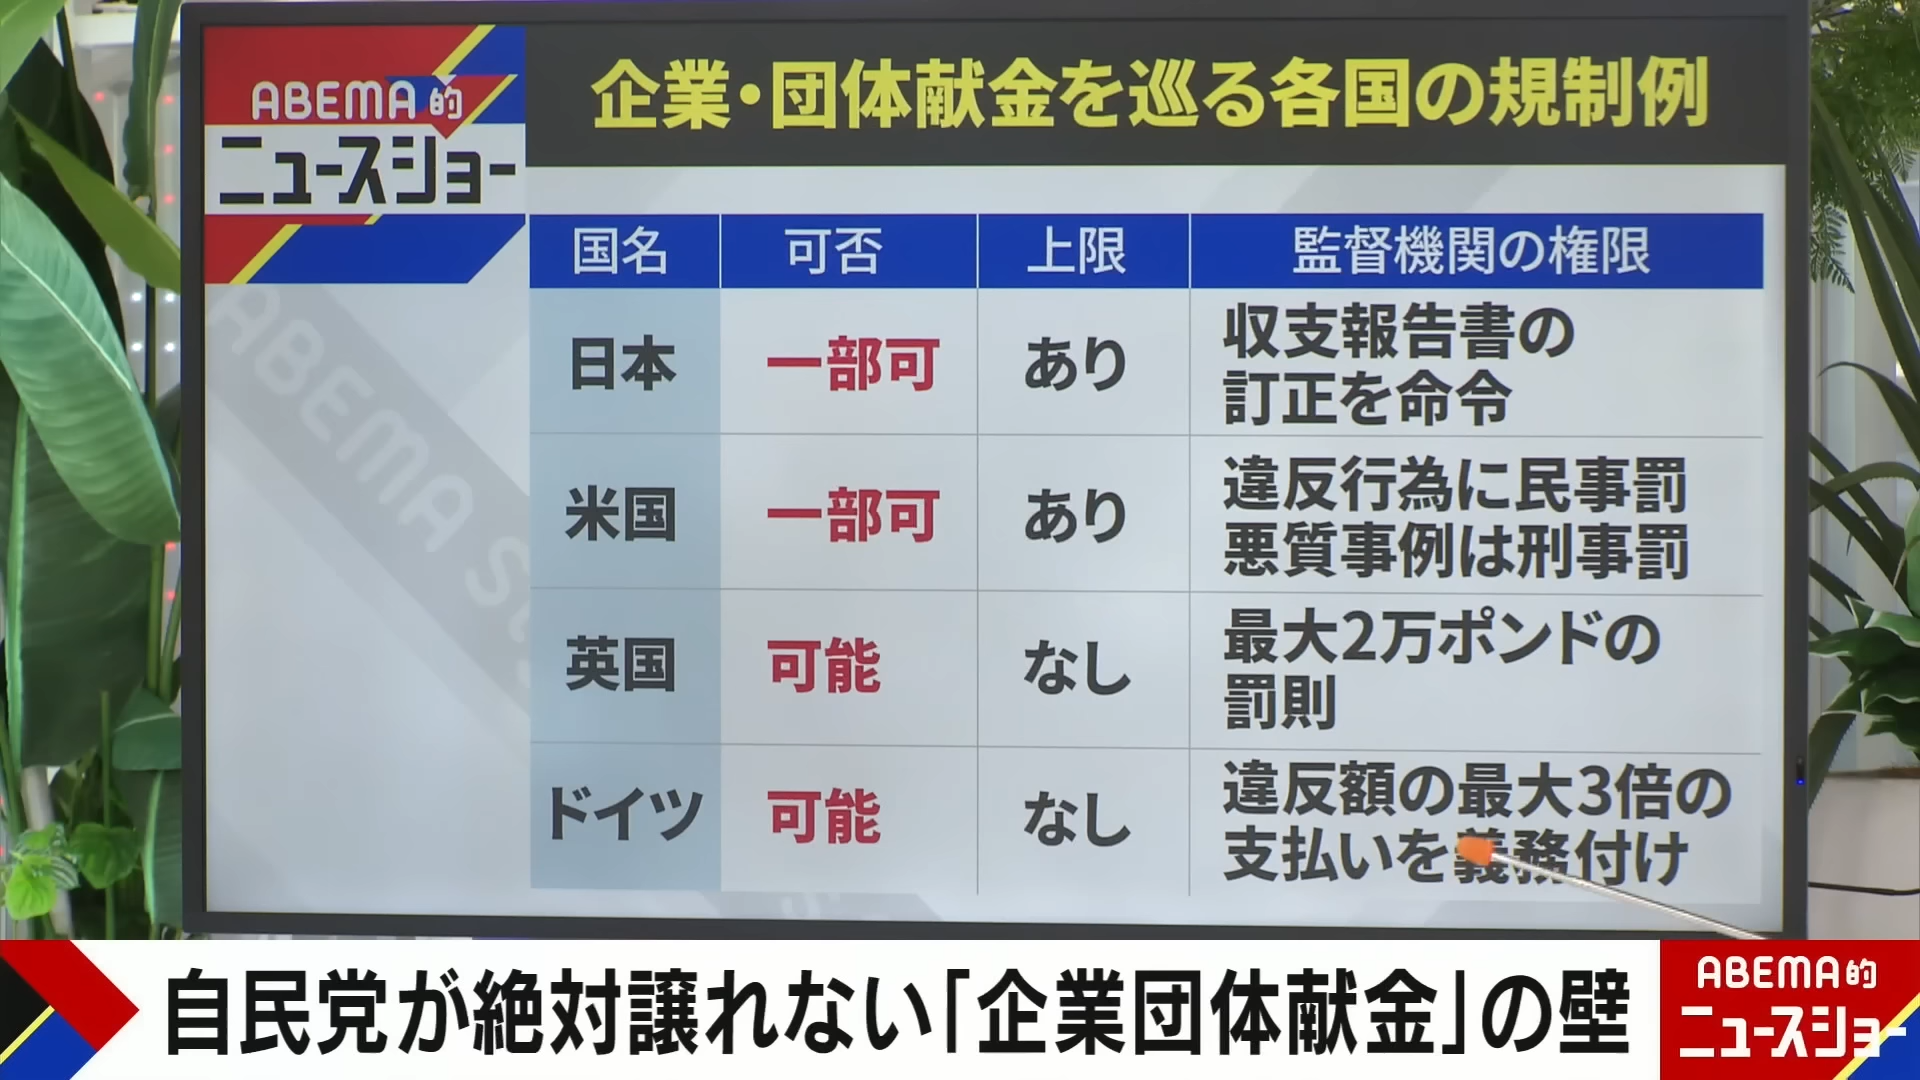 ABEMA的
ニュースショー
企業・団体献金を巡る各国の規制例
国名 可否 上限 監督機関の権限
日本 一部可 あり 収支報告書の
訂正を命令
米国 一部可 あり 違反行為に民事罰
悪質事例は刑事罰
英国 可能 なし 最大2万ポンドの
罰則
ドイツ 可能 なし 違反額の最大3倍の
支払いを義務付け
自民党が絶対譲れない「企業団体献金」の壁
ABEMA的
ニュースショー
ABEMA